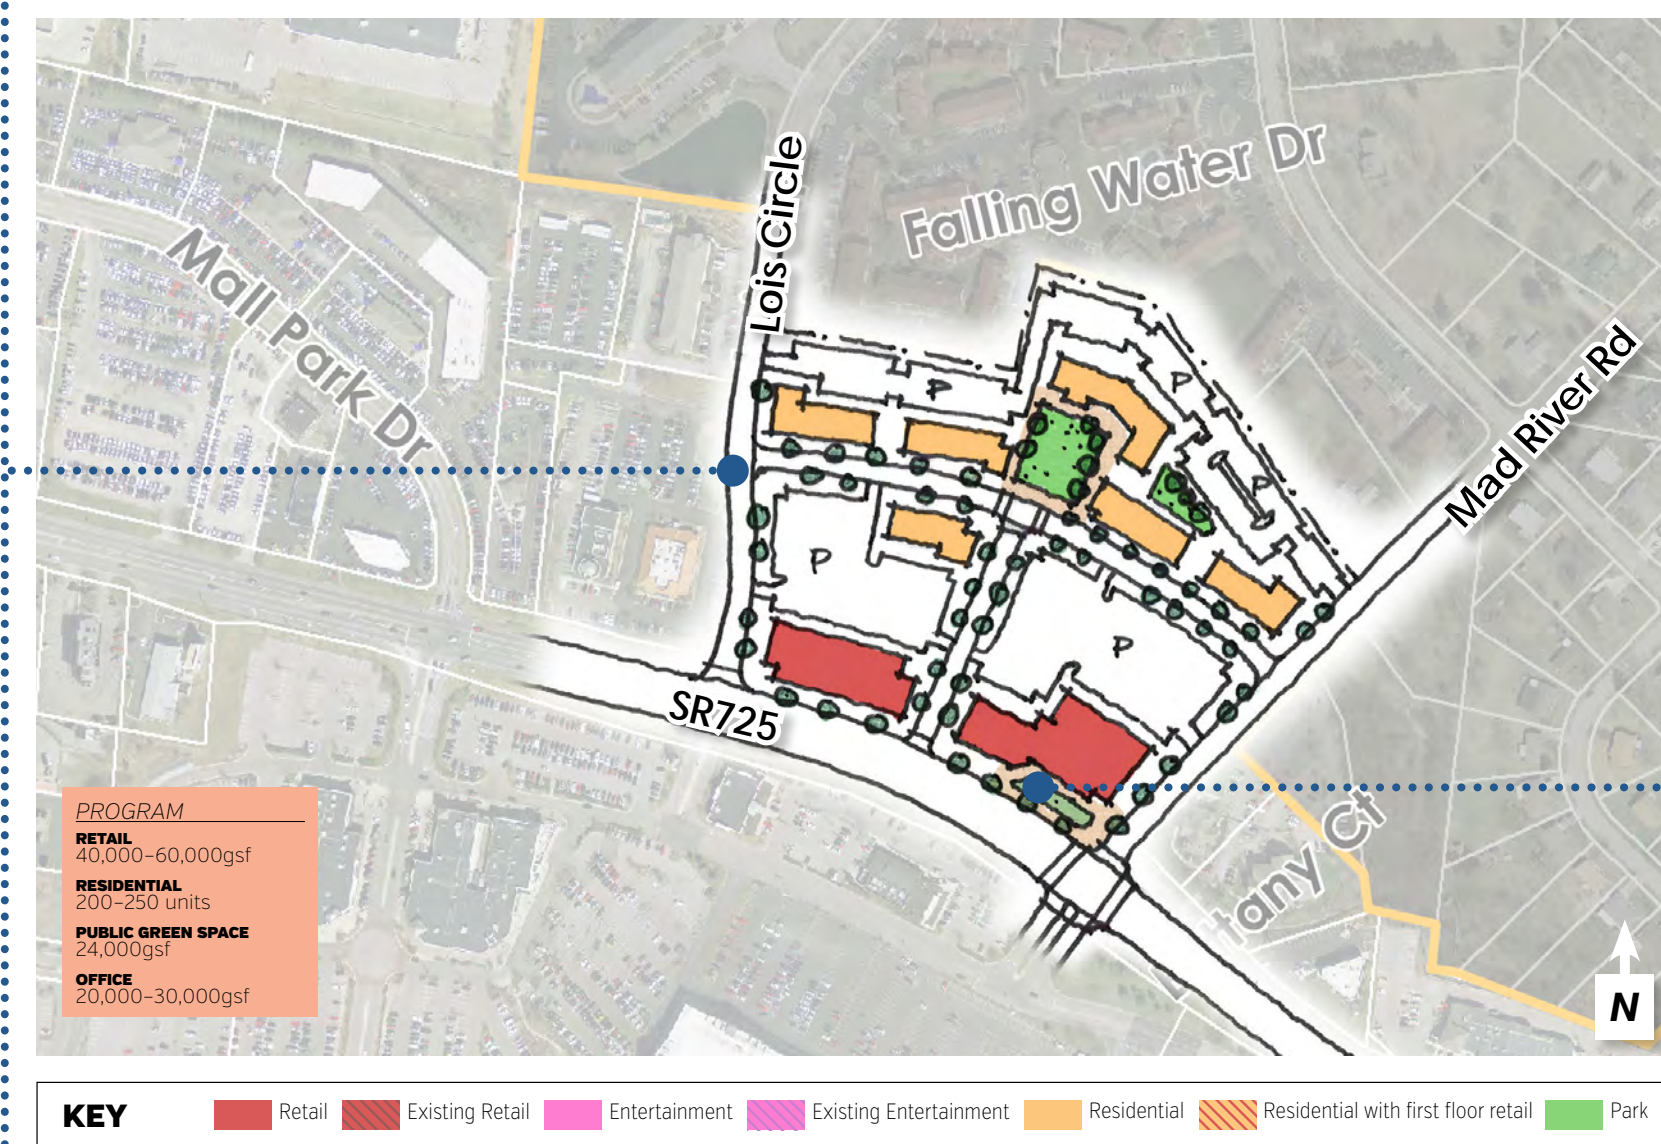 Lois Circle
Falling Water Dr
Mall Park Dr
Mad River Rd
P
P
P
P
P
SR725
tany Ct
PROGRAM
RETAIL
40,000–60,000gsf
RESIDENTIAL
200–250 units
PUBLIC GREEN SPACE
24,000gsf
OFFICE
20,000–30,000gsf
N
KEY
Retail
Existing Retail
Entertainment
Existing Entertainment
Residential
Residential with first floor retail
Park